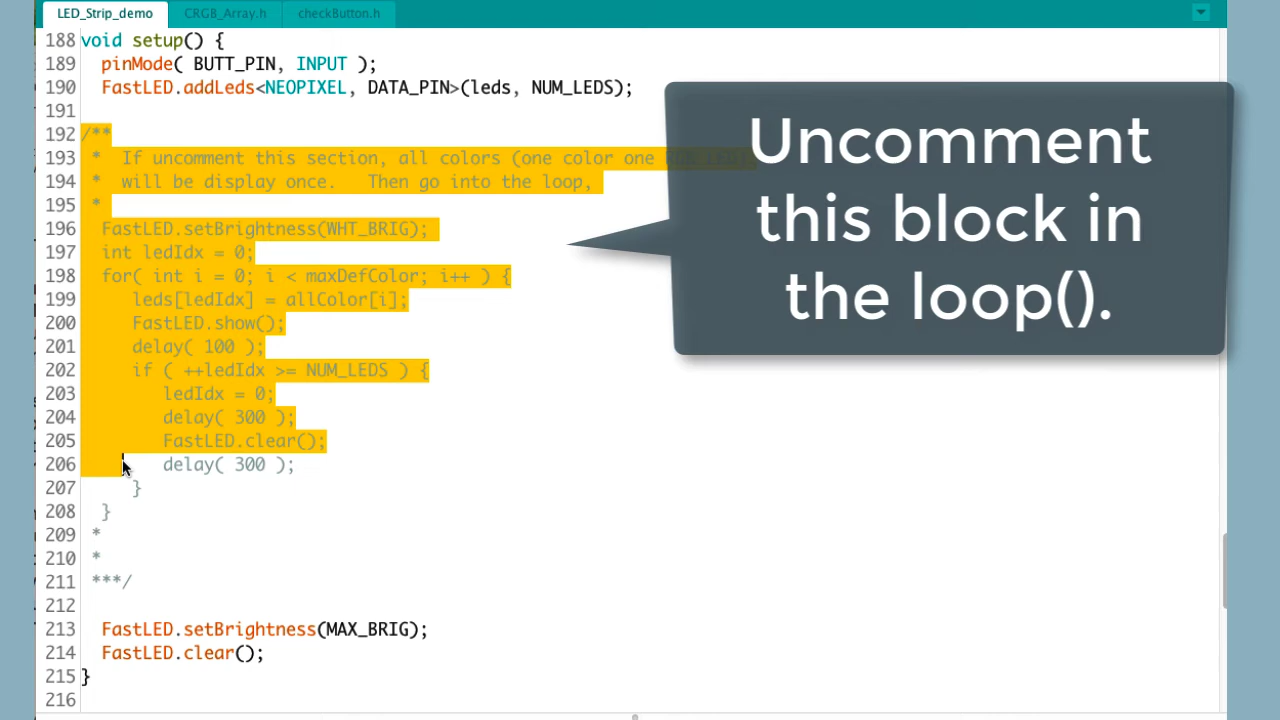 LED_Strip_demo CRGB_Array.h checkButton.h
188 void setup() {
189 pinMode( BUTT_PIN, INPUT );
190 FastLED.addLeds<NEOPIXEL, DATA_PIN>(leds, NUM_LEDS);
191
192 /**
193 * If uncomment this section, all colors (one color one
194 * will be display once. Then go into the loop,
195 *
196 FastLED.setBrightness(WHT_BRIG);
197 int ledIdx = 0;
198 for( int i = 0; i < maxDefColor; i++ ) {
199 leds[ledIdx] = allColor[i];
200 FastLED.show();
201 delay( 100 );
202 if ( ++ledIdx >= NUM_LEDS ) {
203 ledIdx = 0;
204 delay( 300 );
205 FastLED.clear();
206 delay( 300 );
207 }
208 }
209 *
210 *
211 ***/
212
213 FastLED.setBrightness(MAX_BRIG);
214 FastLED.clear();
215 }
216
Uncomment
this block in
the loop().